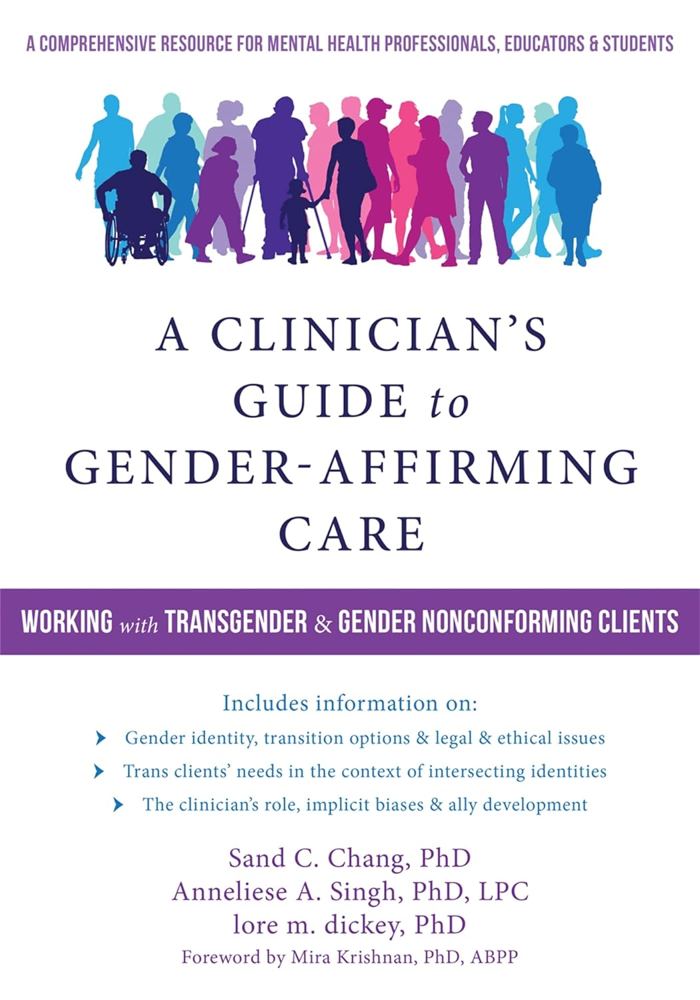 A COMPREHENSIVE RESOURCE FOR MENTAL HEALTH PROFESSIONALS, EDUCATORS & STUDENTS
A CLINICIAN’S
GUIDE to
GENDER-AFFIRMING
CARE
WORKING with TRANSGENDER & GENDER NONCONFORMING CLIENTS
Includes information on:
➤ Gender identity, transition options & legal & ethical issues
➤ Trans clients’ needs in the context of intersecting identities
➤ The clinician’s role, implicit biases & ally development
Sand C. Chang, PhD
Anneliese A. Singh, PhD, LPC
lore m. dickey, PhD
Foreword by Mira Krishnan, PhD, ABPP